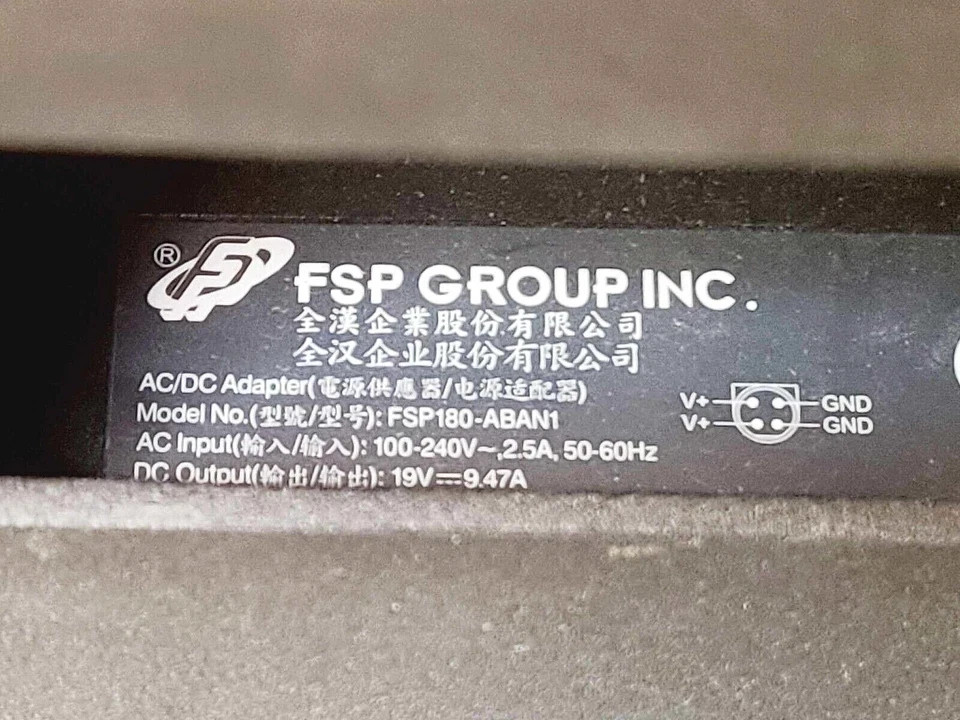 ® FSP GROUP INC.
全漢企業股份有限公司
全汉企业股份有限公司
AC/DC Adapter(電源供應器/电源适配器)
Model No.(型號/型号): FSP180-ABAN1
AC Input(輸入/输入): 100-240V~,2.5A, 50-60Hz
DC Output(輸出/输出): 19V⎓9.47A
V+ GND
V+ GND